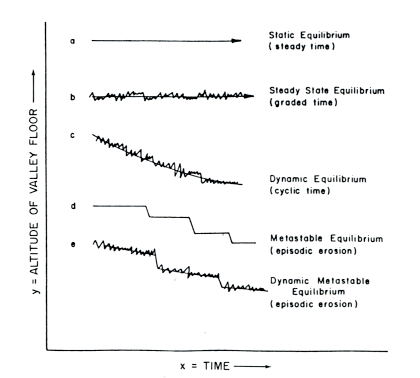 a
Static Equilibrium
(steady time)
b
Steady State Equilibrium
(graded time)
c
Dynamic Equilibrium
(cyclic time)
d
Metastable Equilibrium
(episodic erosion)
e
Dynamic Metastable
Equilibrium
(episodic erosion)
y = ALTITUDE OF VALLEY FLOOR
x = TIME